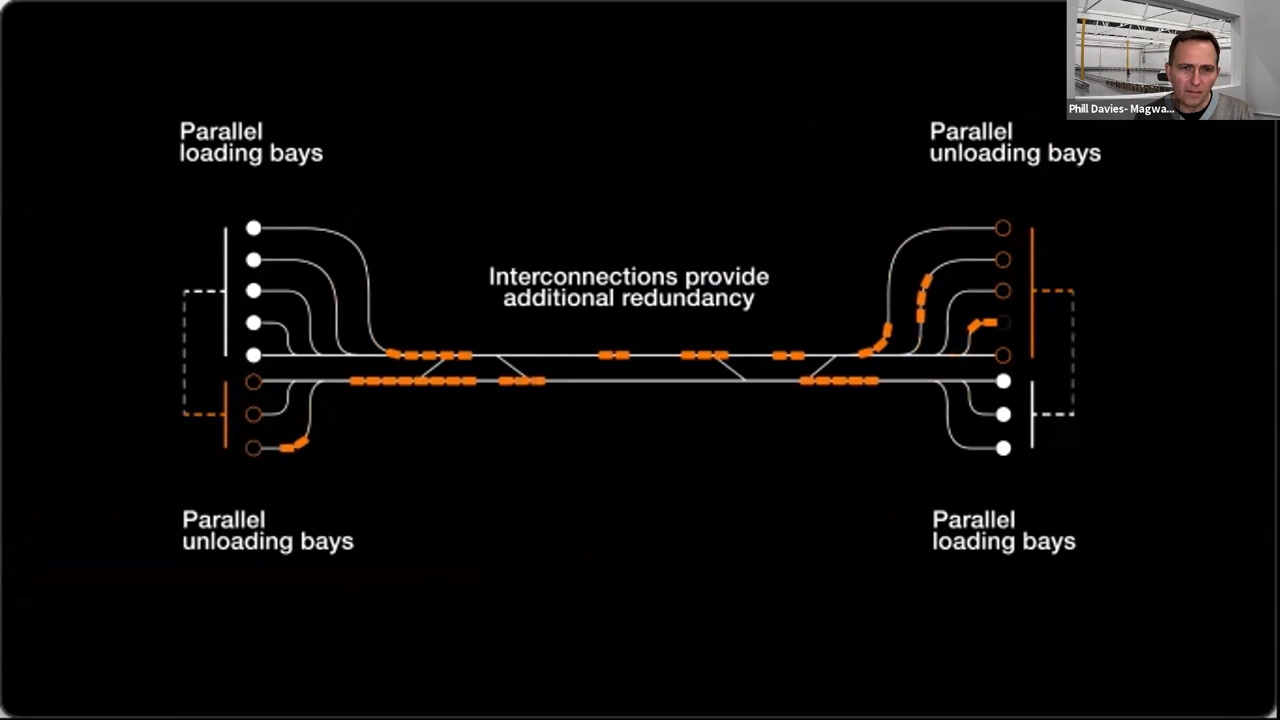 Phill Davies- Magwa...
Parallel
loading bays
Parallel
unloading bays
Interconnections provide
additional redundancy
Parallel
unloading bays
Parallel
loading bays